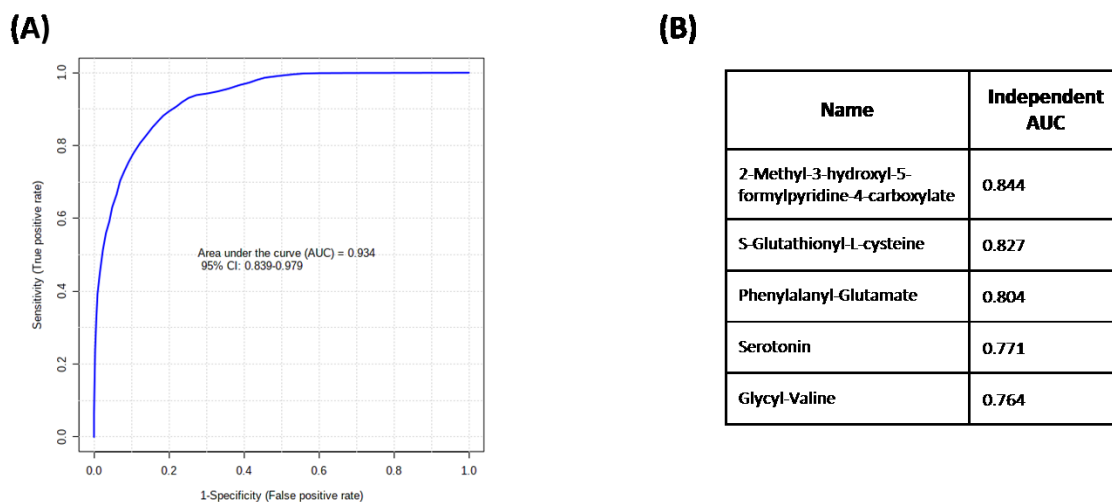 (A)
1.0
0.8
0.6
0.4
0.2
0.0
Sensitivity (True positive rate)
Area under the curve (AUC) = 0.934
95% CI: 0.839-0.979
0.0 0.2 0.4 0.6 0.8 1.0
1-Specificity (False positive rate)
(B)
Name Independent
AUC
2-Methyl-3-hydroxyl-5-
formylpyridine-4-carboxylate 0.844
S-Glutathionyl-L-cysteine 0.827
Phenylalanyl-Glutamate 0.804
Serotonin 0.771
Glycyl-Valine 0.764